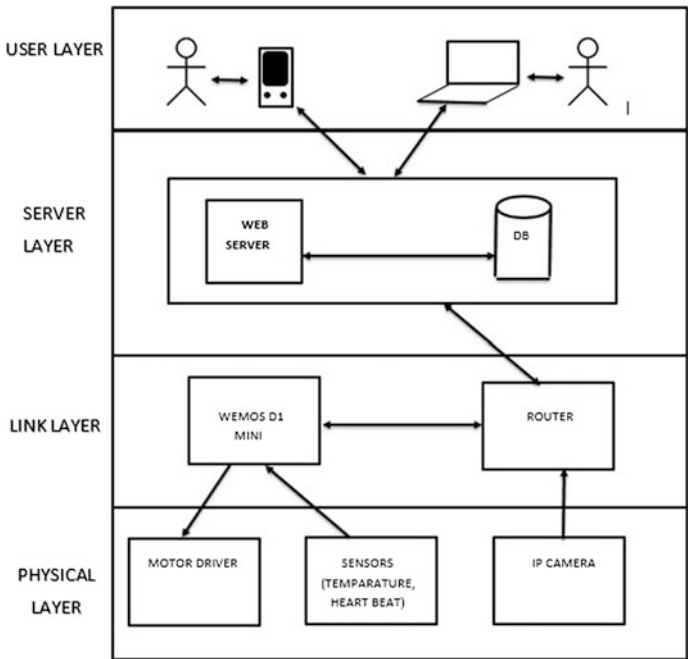 USER LAYER
SERVER
LAYER
WEB
SERVER
DB
LINK LAYER
WEMOS D1
MINI
ROUTER
PHYSICAL
LAYER
MOTOR DRIVER
SENSORS
(TEMPARATURE,
HEART BEAT)
IP CAMERA